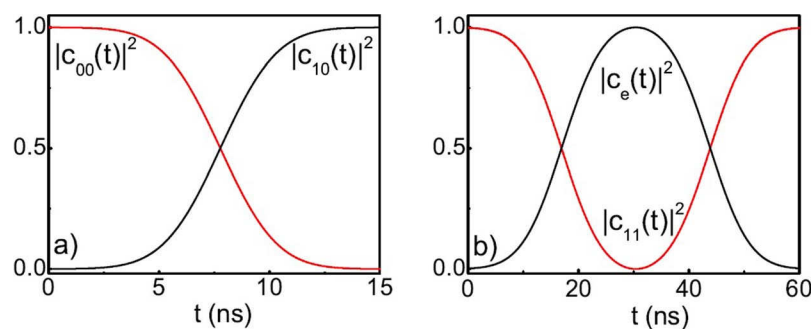 1.0
|c₀₀(t)|² |c₁₀(t)|²
0.5
a)
0.0
0 5 10 15
t (ns)
1.0
|cₑ(t)|²
0.5
|c₁₁(t)|²
b)
0.0
0 20 40 60
t (ns)